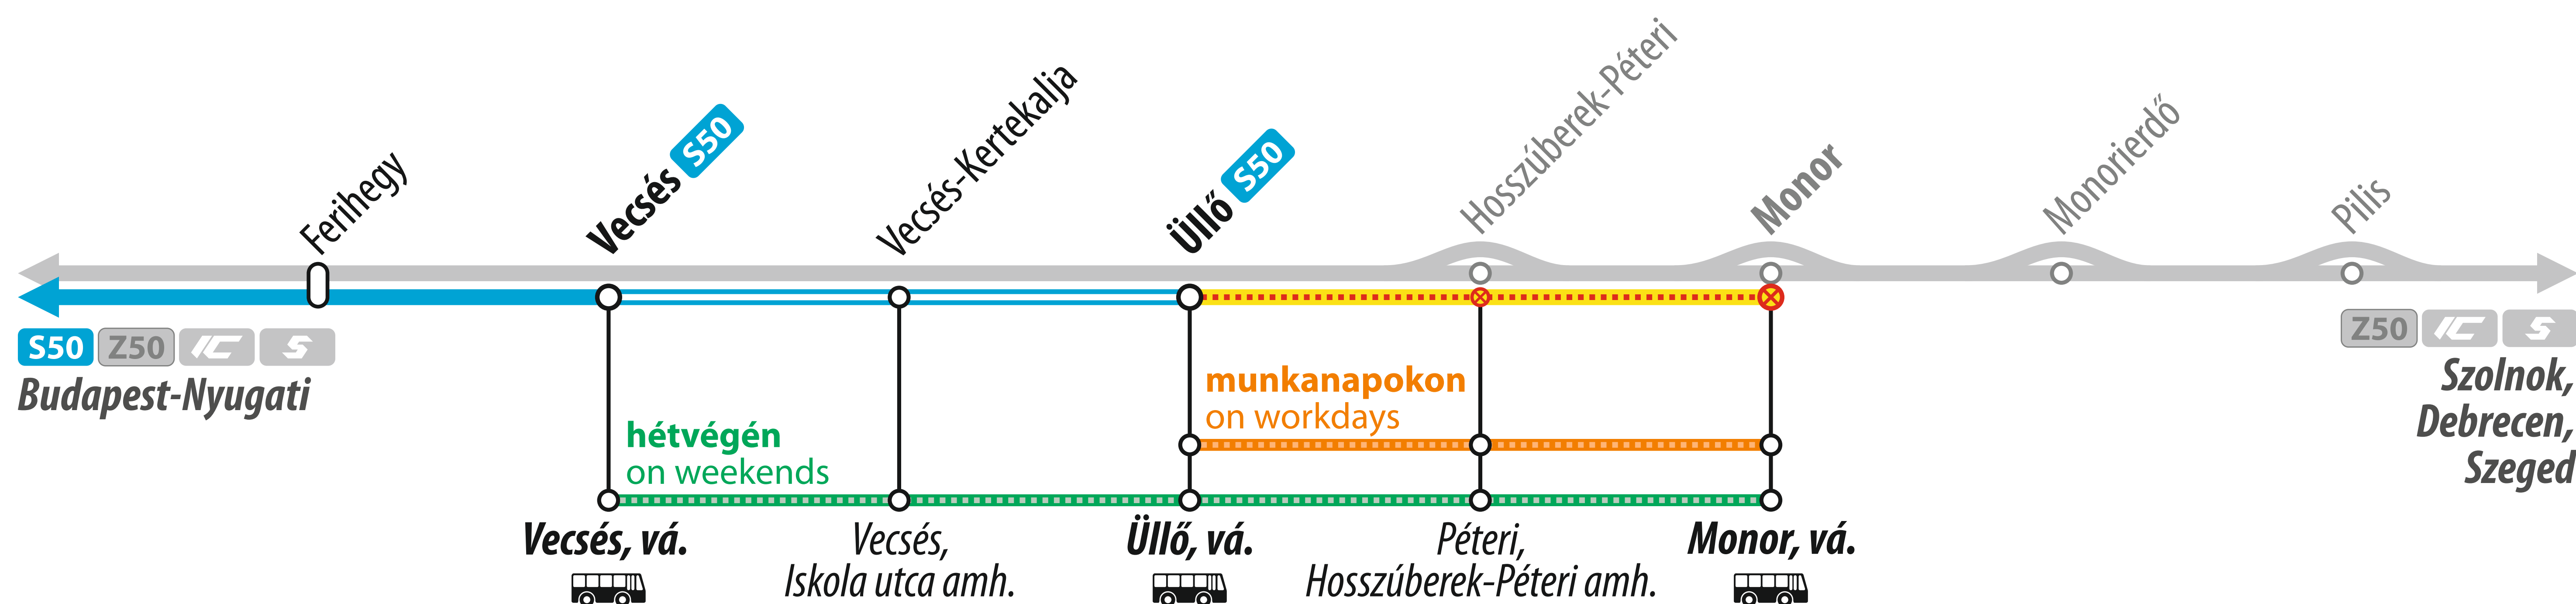 Ferihegy
Vecsés S50
Vecsés-Kertekalja
Üllő S50
Hosszúberek-Péteri
Monor
Monorierdő
Pilis
S50 Z50 IC S
Budapest-Nyugati
Z50 IC S
Szolnok,
Debrecen,
Szeged
munkanapokon
on workdays
hétvégén
on weekends
Vecsés, vá.
Vecsés,
Iskola utca amh.
Üllő, vá.
Péteri,
Hosszúberek-Péteri amh.
Monor, vá.